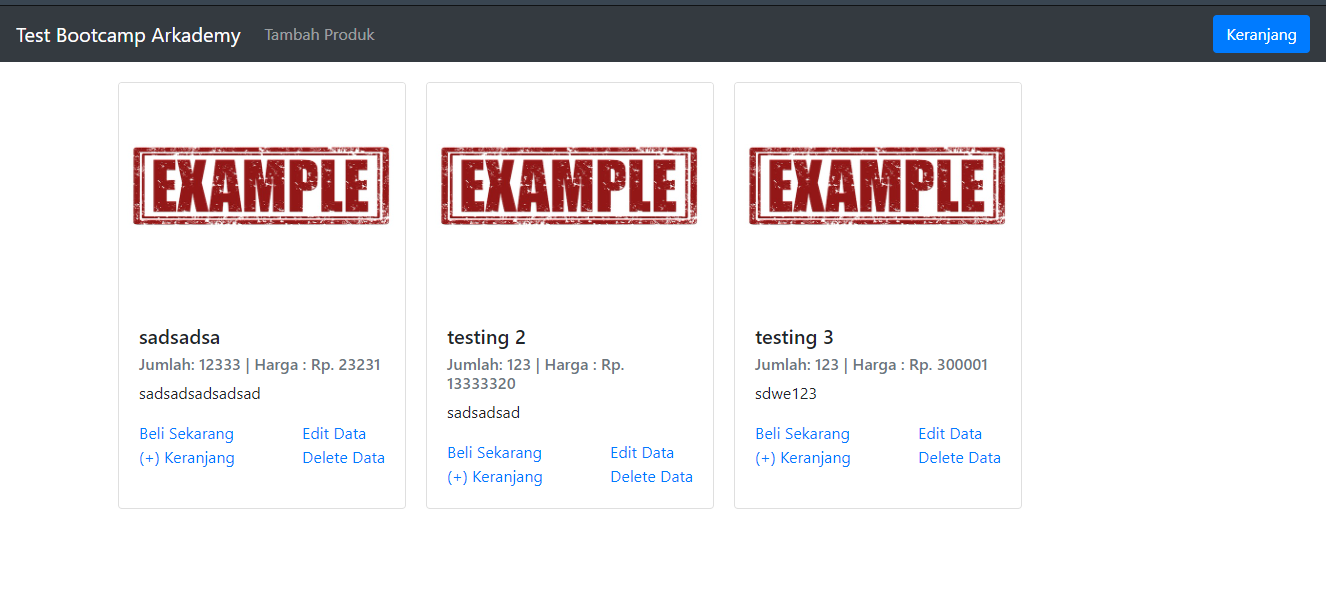 Test Bootcamp Arkademy Tambah Produk Keranjang
EXAMPLE EXAMPLE EXAMPLE
sadsadsa
Jumlah: 12333 | Harga : Rp. 23231
sadsadsadsadsad
Beli Sekarang Edit Data
(+) Keranjang Delete Data
testing 2
Jumlah: 123 | Harga : Rp.
13333320
sadsadsad
Beli Sekarang Edit Data
(+) Keranjang Delete Data
testing 3
Jumlah: 123 | Harga : Rp. 300001
sdwe123
Beli Sekarang Edit Data
(+) Keranjang Delete Data